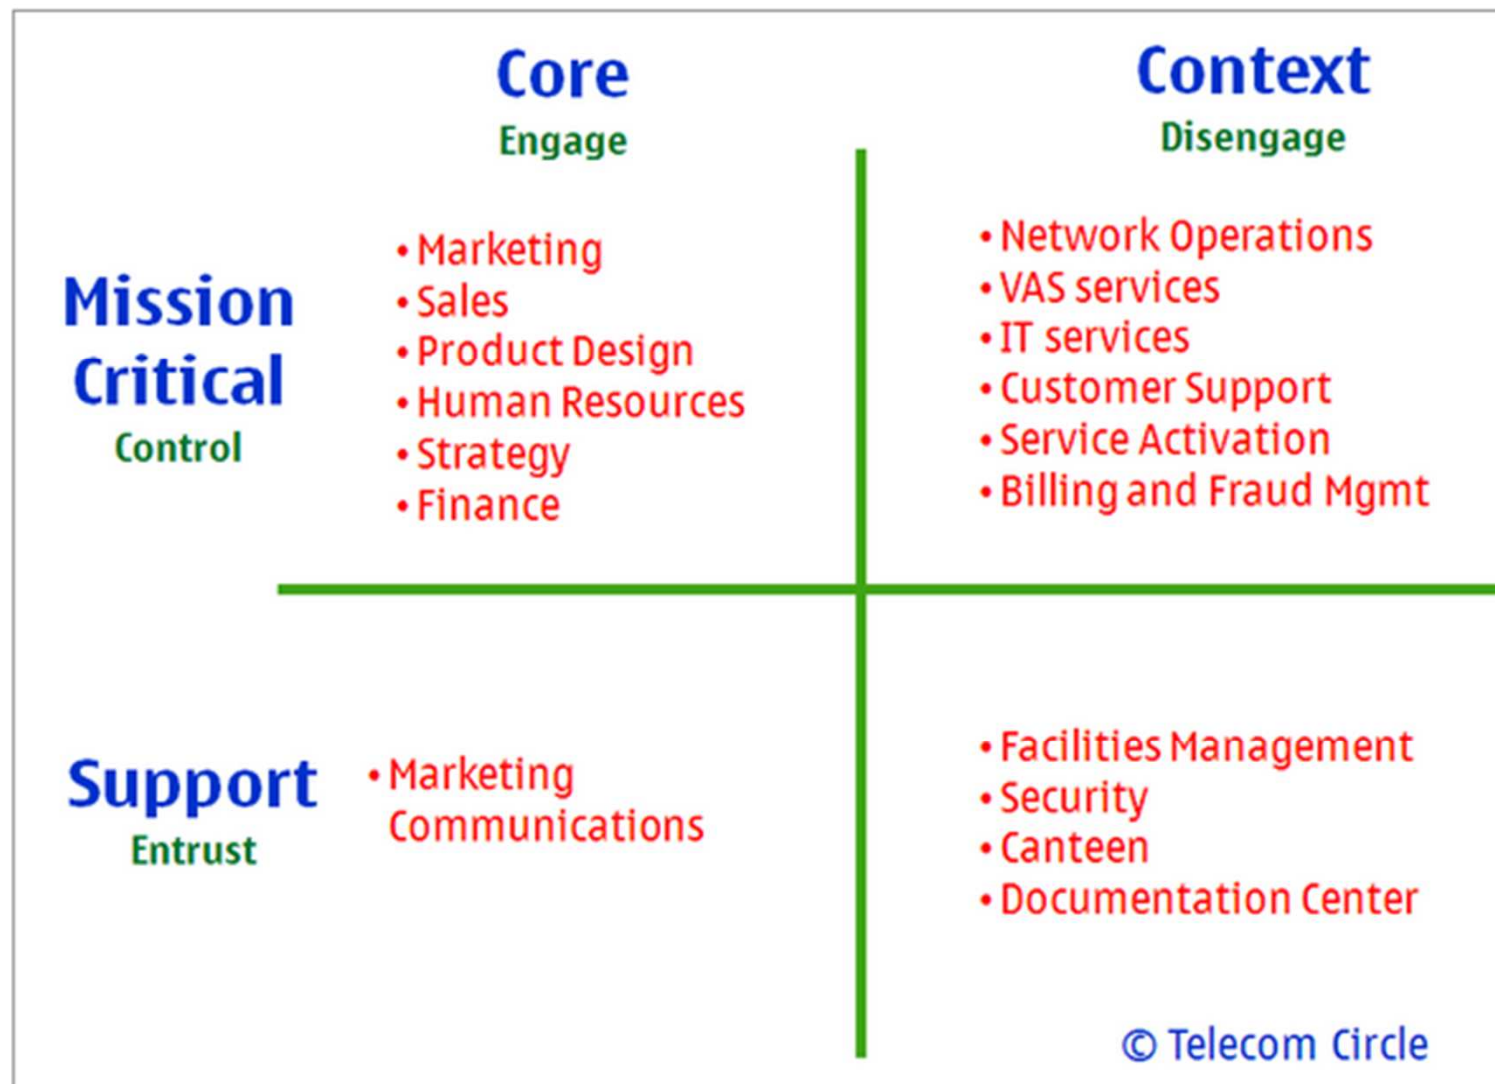 Core
Engage
Context
Disengage
Mission
Critical
Control
• Marketing
• Sales
• Product Design
• Human Resources
• Strategy
• Finance
• Network Operations
• VAS services
• IT services
• Customer Support
• Service Activation
• Billing and Fraud Mgmt
Support
Entrust
• Marketing
Communications
• Facilities Management
• Security
• Canteen
• Documentation Center
© Telecom Circle